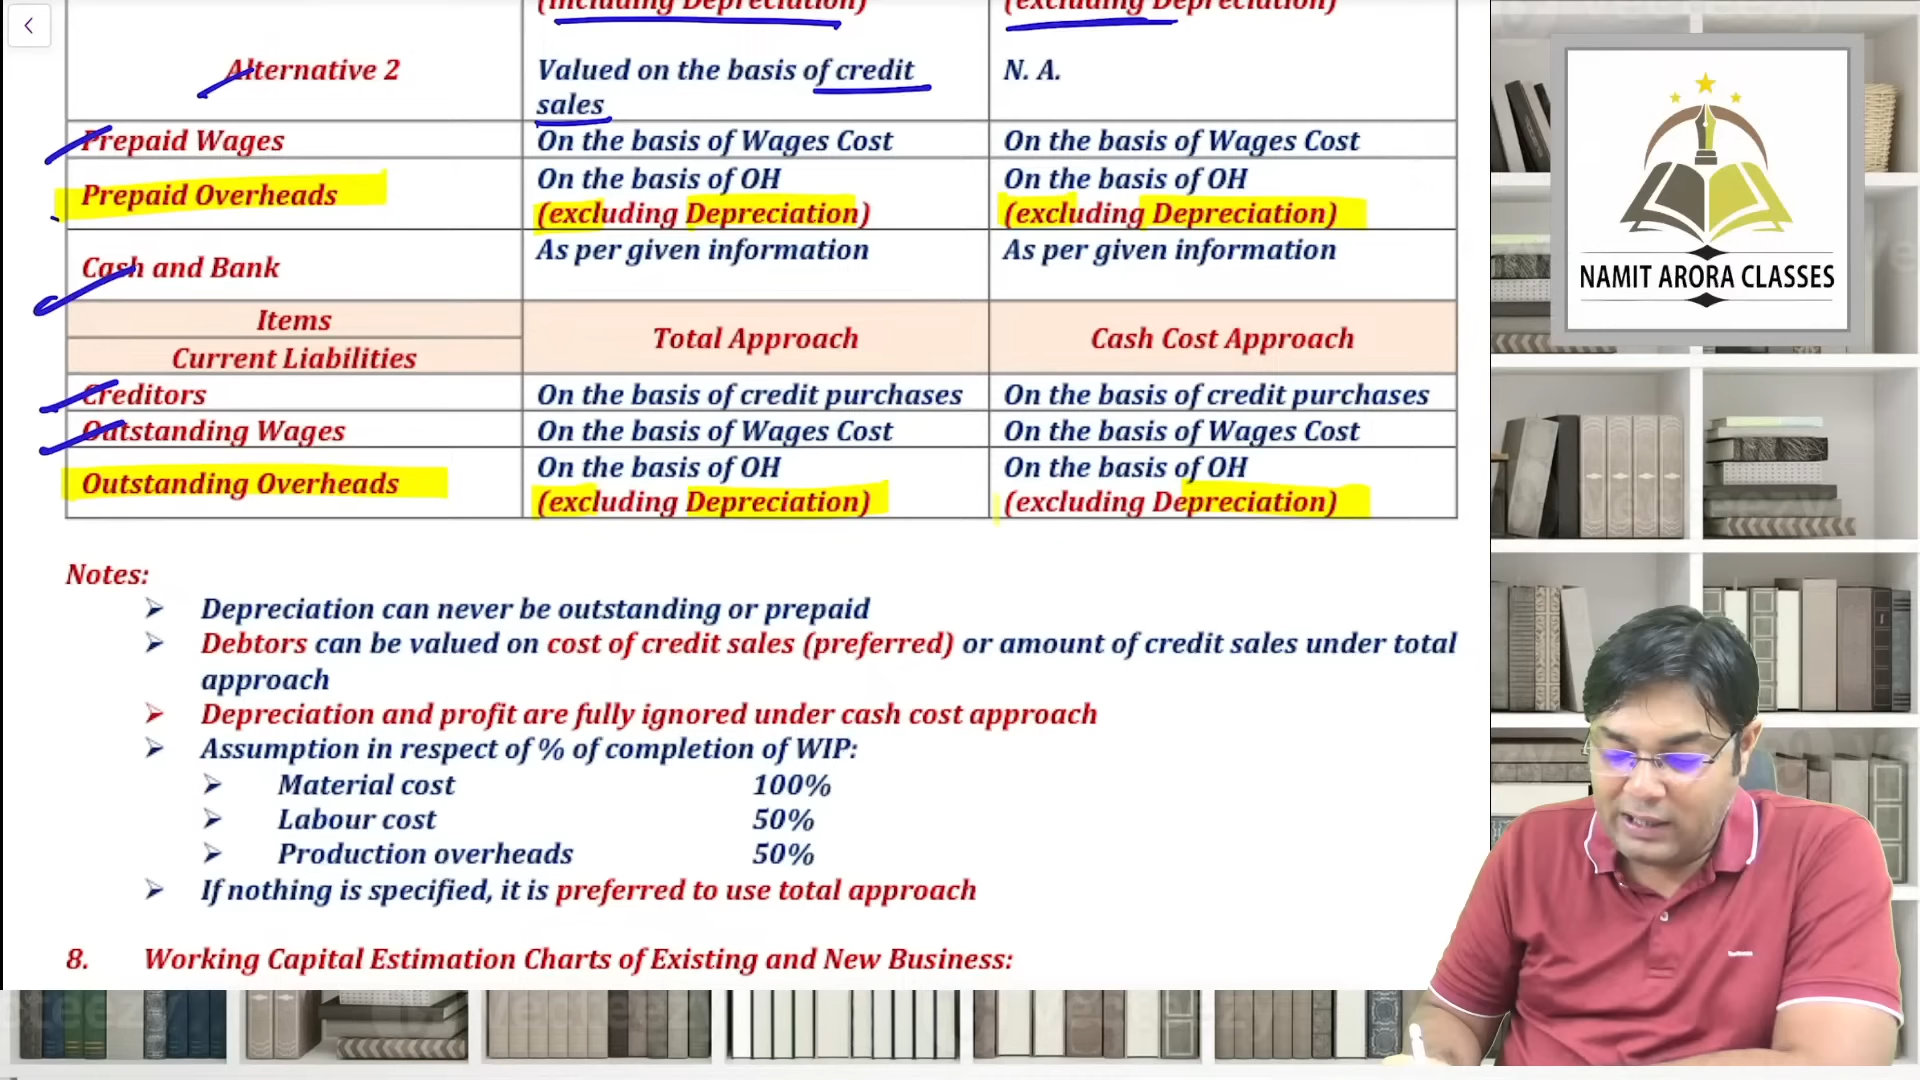 (including Depreciation)
(excluding Depreciation)
Alternative 2
Valued on the basis of credit
sales
N. A.
Prepaid Wages
On the basis of Wages Cost
On the basis of Wages Cost
Prepaid Overheads
On the basis of OH
(excluding Depreciation)
On the basis of OH
(excluding Depreciation)
Cash and Bank
As per given information
As per given information
Items
Current Liabilities
Total Approach
Cash Cost Approach
Creditors
On the basis of credit purchases
On the basis of credit purchases
Outstanding Wages
On the basis of Wages Cost
On the basis of Wages Cost
Outstanding Overheads
On the basis of OH
(excluding Depreciation)
On the basis of OH
(excluding Depreciation)
Notes:
Depreciation can never be outstanding or prepaid
Debtors can be valued on cost of credit sales (preferred) or amount of credit sales under total
approach
Depreciation and profit are fully ignored under cash cost approach
Assumption in respect of % of completion of WIP:
Material cost 100%
Labour cost 50%
Production overheads 50%
If nothing is specified, it is preferred to use total approach
8. Working Capital Estimation Charts of Existing and New Business:
NAMIT ARORA CLASSES